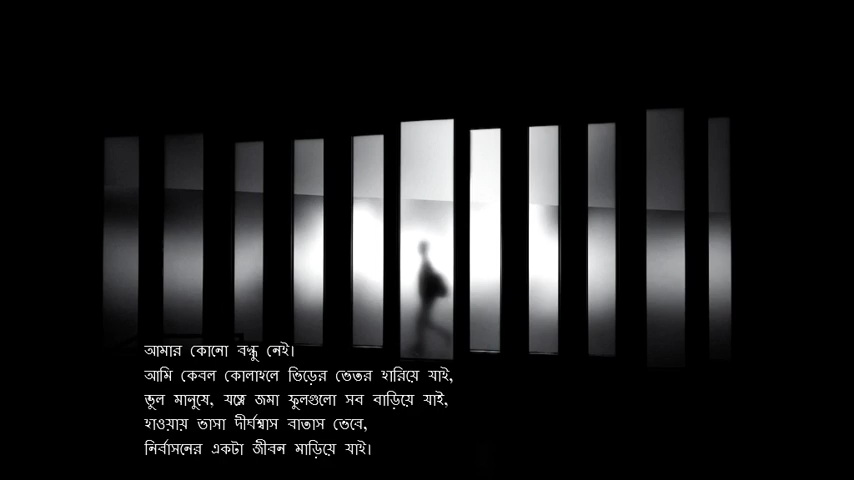 আমার কোনো বন্ধু নেই।
আমি কেবল কোলাহলে ভিড়ের ভেতর হারিয়ে যাই,
ভুল মানুষে, যত্নে জমা ফুলগুলো সব বাড়িয়ে যাই,
হাওয়ায় ভাসা দীর্ঘশ্বাস বাতাস ভেবে,
নির্বাসনের একটা জীবন মাড়িয়ে যাই।